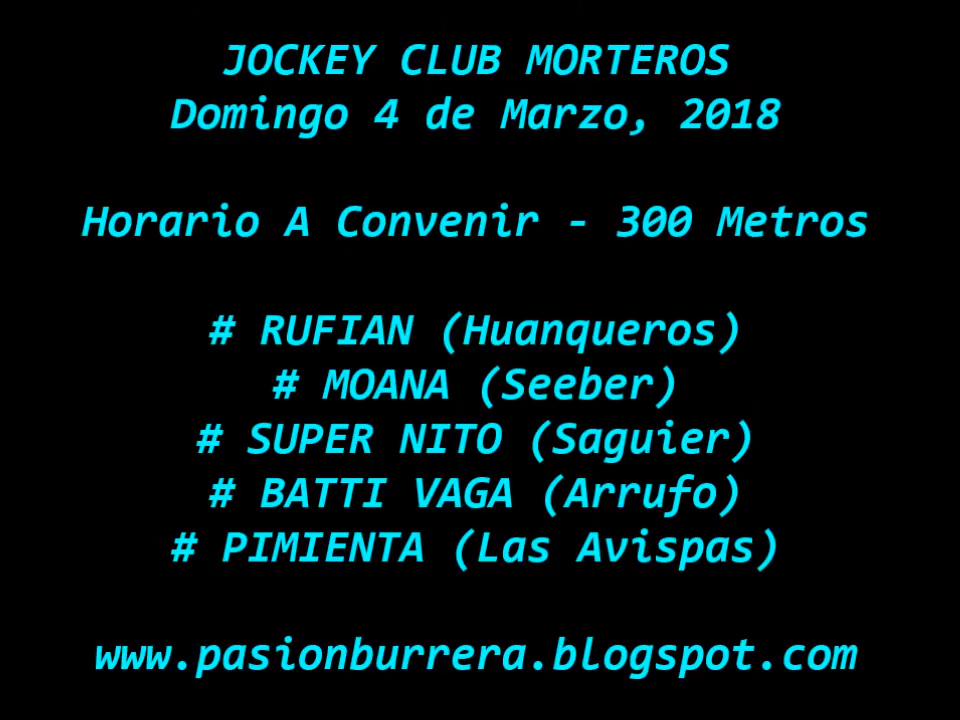 JOCKEY CLUB MORTEROS
Domingo 4 de Marzo, 2018
Horario A Convenir - 300 Metros
# RUFIAN (Huanqueros)
# MOANA (Seeber)
# SUPER NITO (Saguier)
# BATTI VAGA (Arrufo)
# PIMIENTA (Las Avispas)
www.pasionburrera.blogspot.com